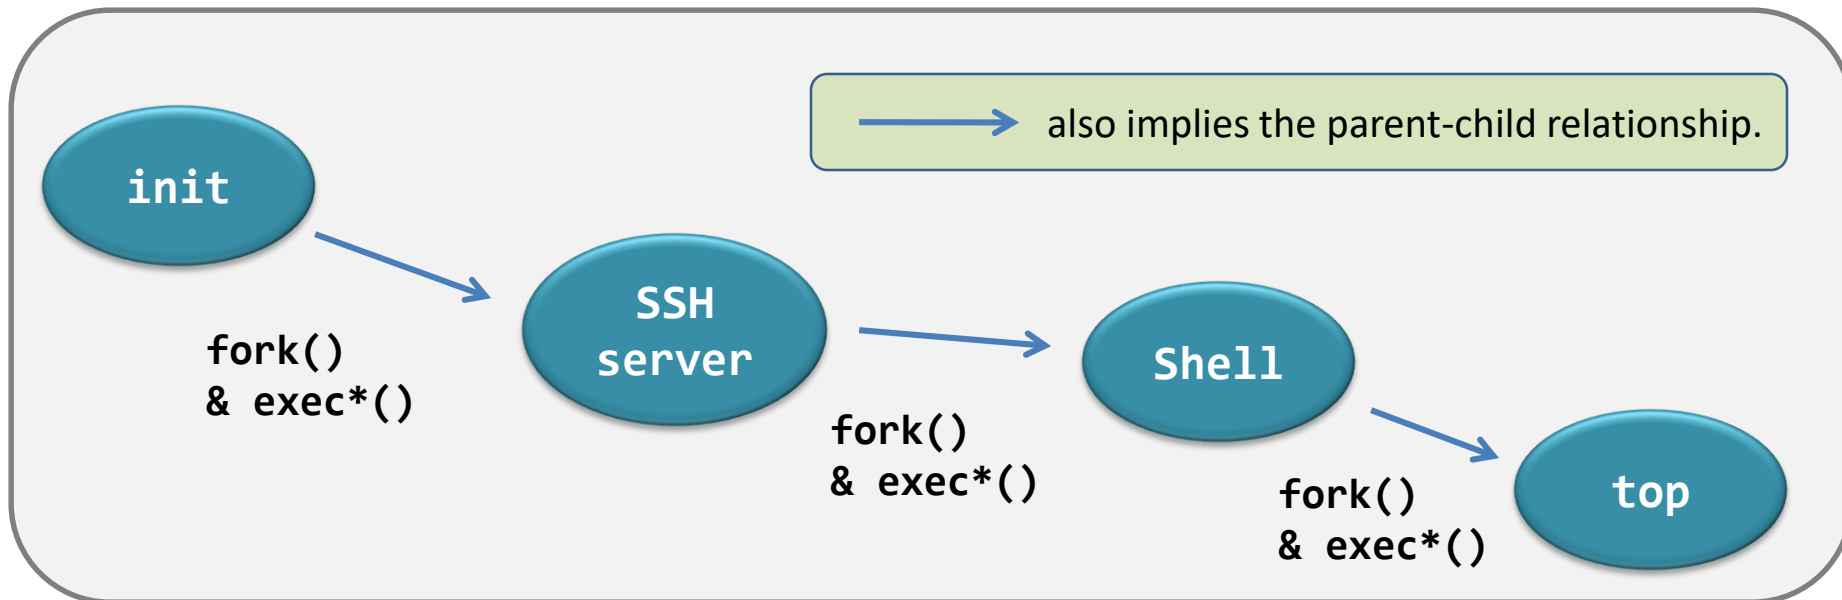 also implies the parent-child relationship.
init
fork()
& exec*()
SSH
server
fork()
& exec*()
Shell
fork()
& exec*()
top